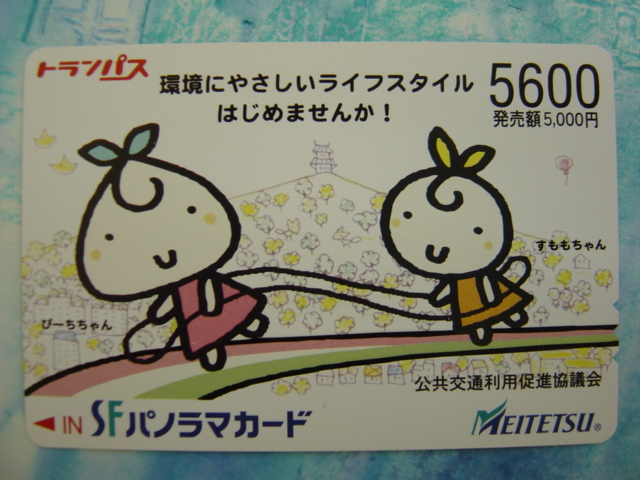 トランパス
環境にやさしいライフスタイル
はじめませんか！
5600
発売額5,000円
すももちゃん
ぴーちちゃん
公共交通利用促進協議会
◀IN SFパノラマカード
MEITETSU®